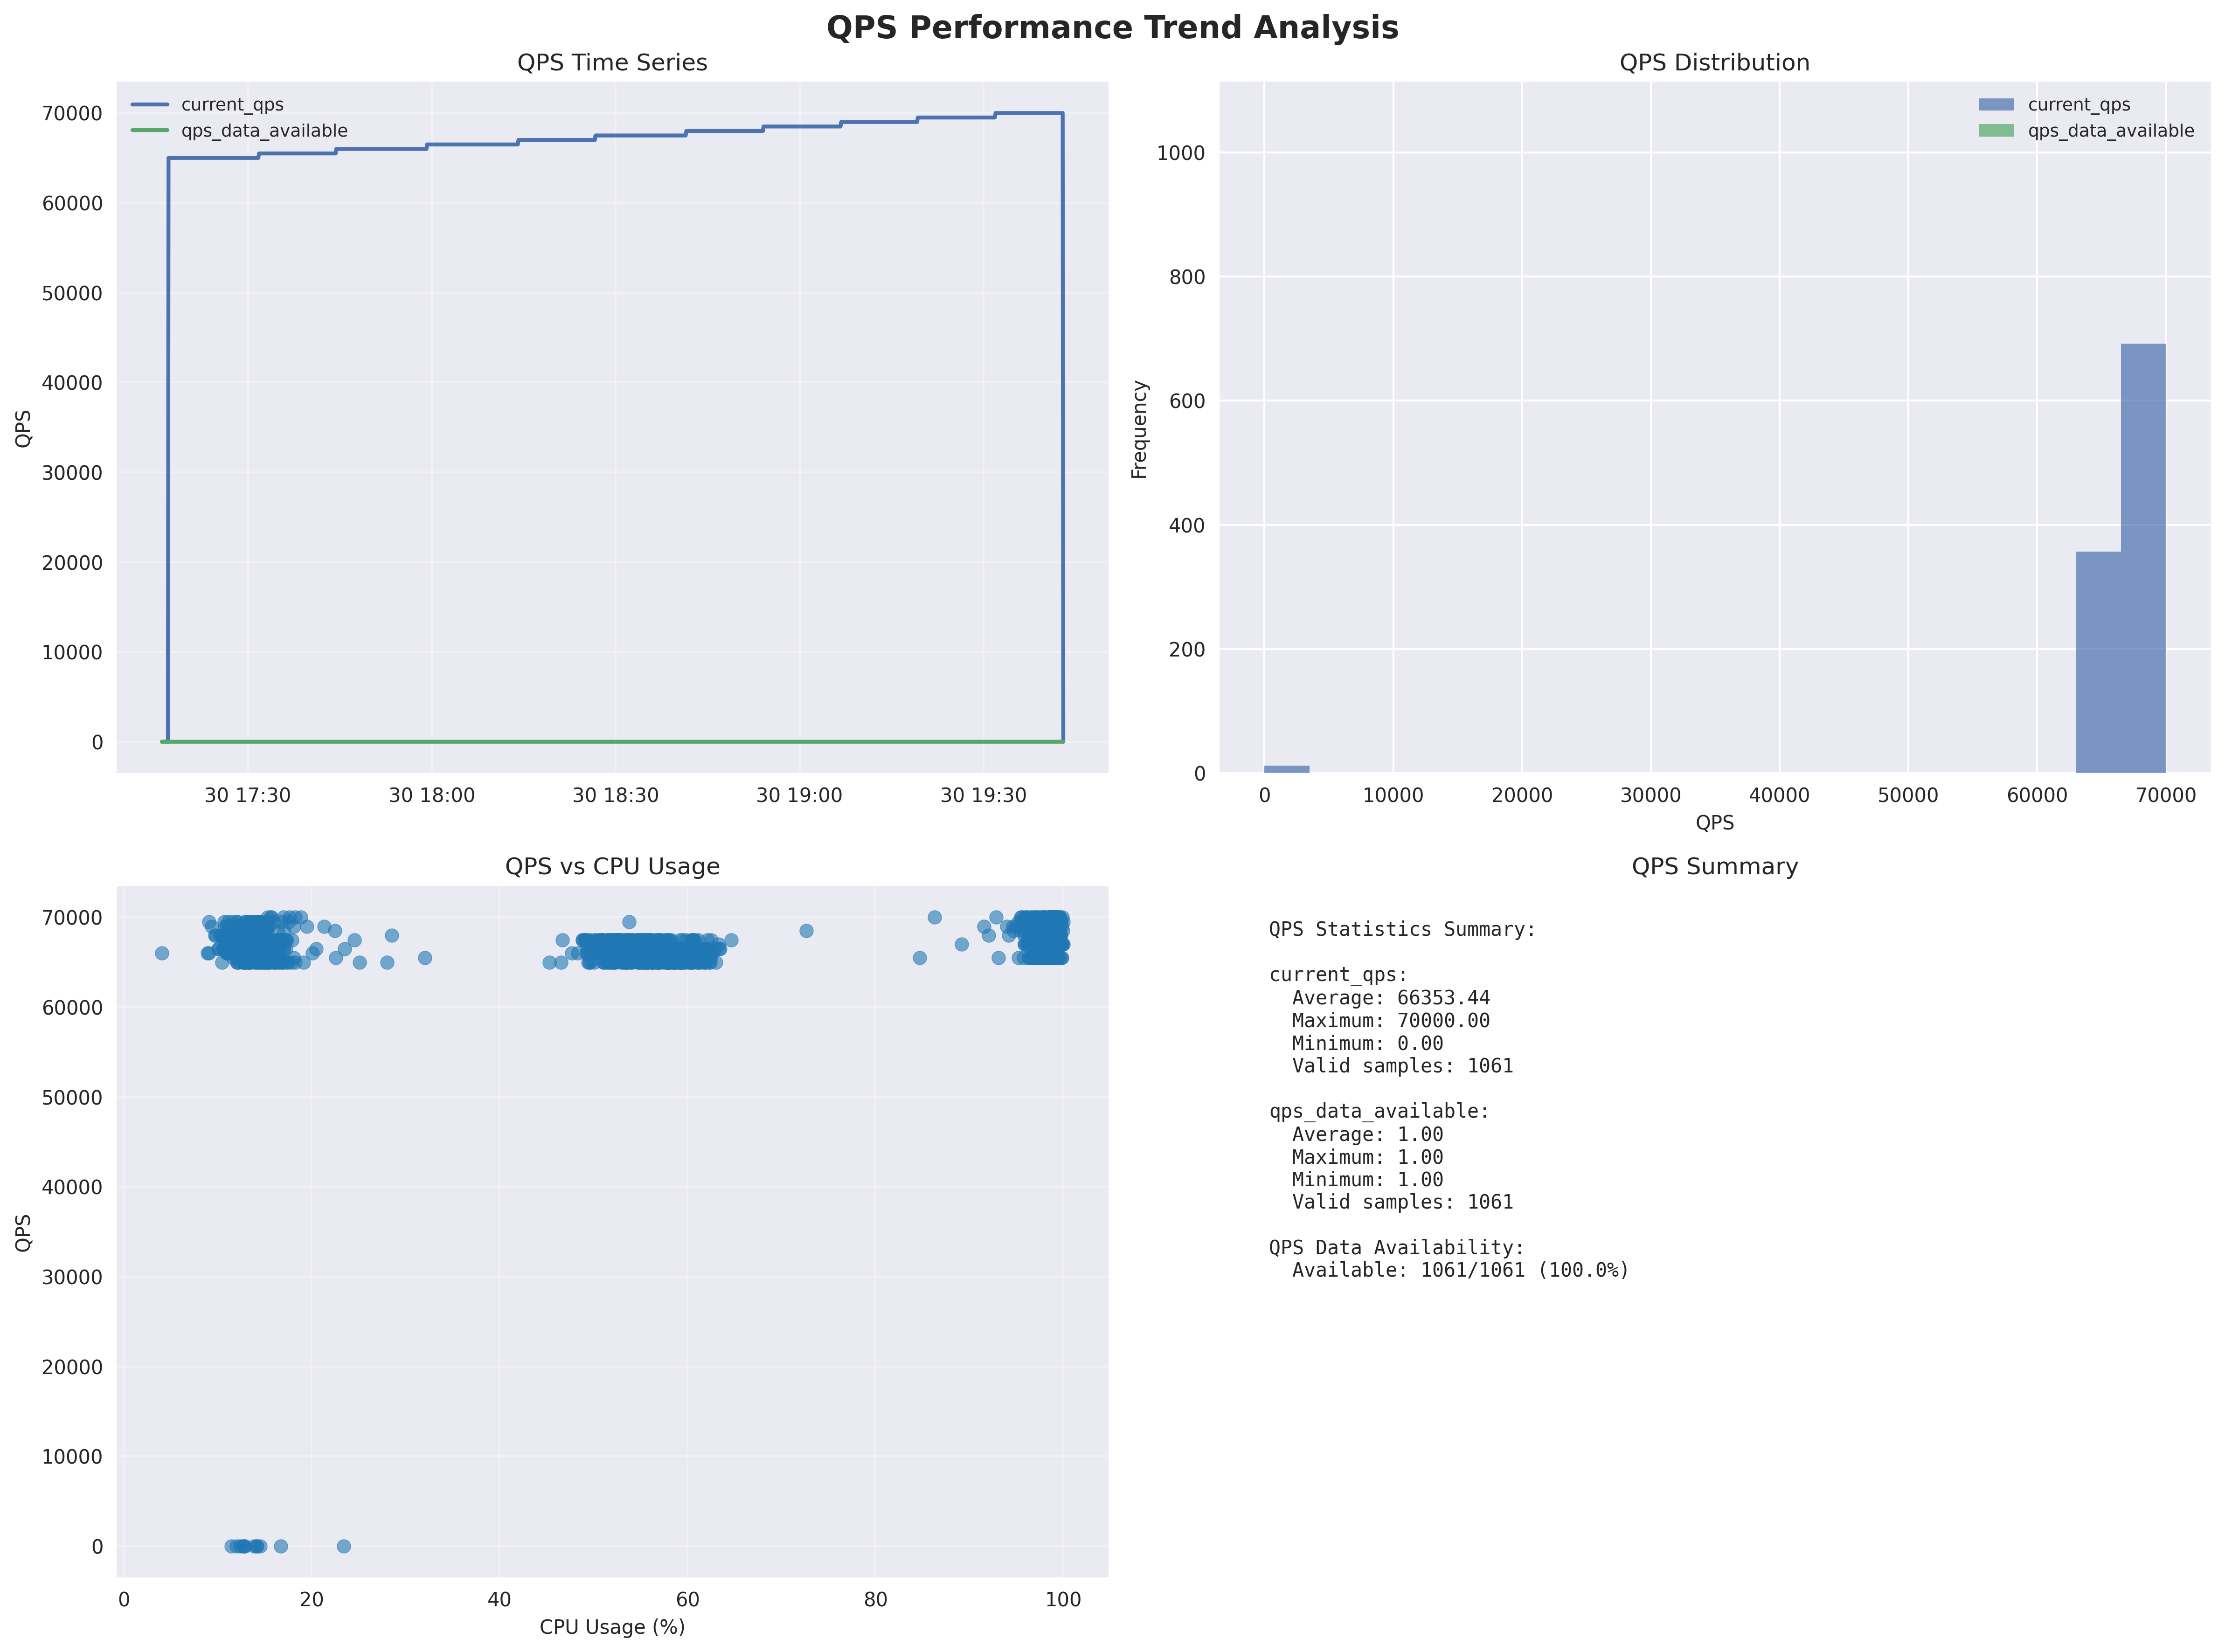 QPS Performance Trend Analysis
QPS Time Series
current_qps
qps_data_available
70000
60000
50000
40000
30000
20000
10000
0
QPS
30 17:30
30 18:00
30 18:30
30 19:00
30 19:30
QPS Distribution
current_qps
qps_data_available
1000
800
600
400
200
0
Frequency
0
10000
20000
30000
40000
50000
60000
70000
QPS
QPS vs CPU Usage
70000
60000
50000
40000
30000
20000
10000
0
QPS
0
20
40
60
80
100
CPU Usage (%)
QPS Summary
QPS Statistics Summary:
current_qps:
Average: 66353.44
Maximum: 70000.00
Minimum: 0.00
Valid samples: 1061
qps_data_available:
Average: 1.00
Maximum: 1.00
Minimum: 1.00
Valid samples: 1061
QPS Data Availability:
Available: 1061/1061 (100.0%)